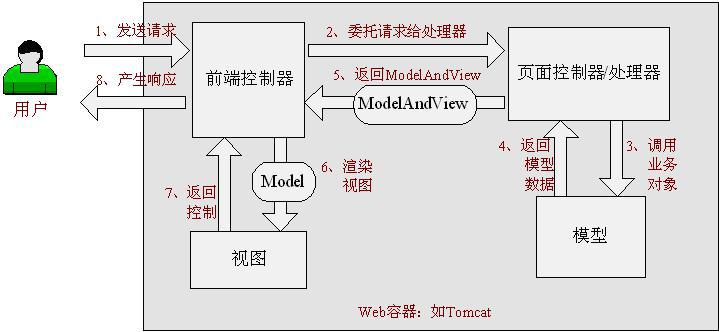 1、发送请求
2、委托请求给处理器
8、产生响应
前端控制器
5、返回ModelAndView
ModelAndView
页面控制器/处理器
用户
4、返回
模型
数据
3、调用
业务
对象
Model
6、渲染
视图
7、返回
控制
视图
模型
Web容器：如Tomcat